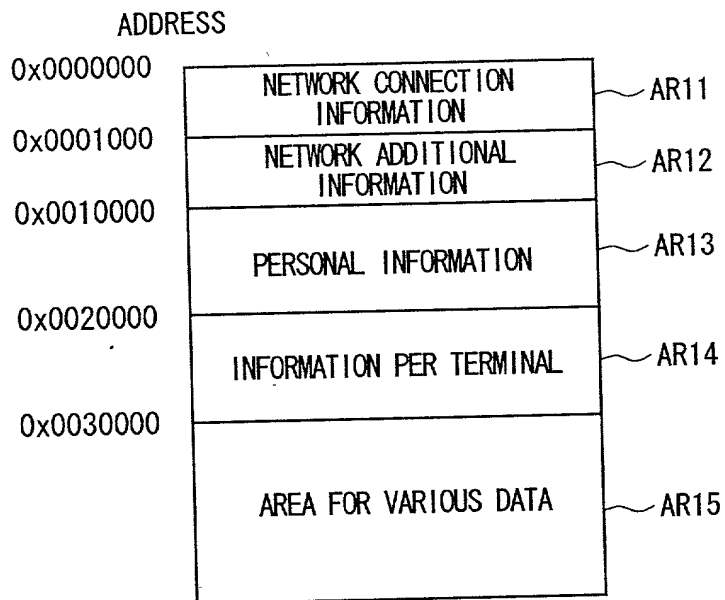 ADDRESS
0x0000000
NETWORK CONNECTION
INFORMATION
AR11
0x0001000
NETWORK ADDITIONAL
INFORMATION
AR12
0x0010000
PERSONAL INFORMATION
AR13
0x0020000
INFORMATION PER TERMINAL
AR14
0x0030000
AREA FOR VARIOUS DATA
AR15